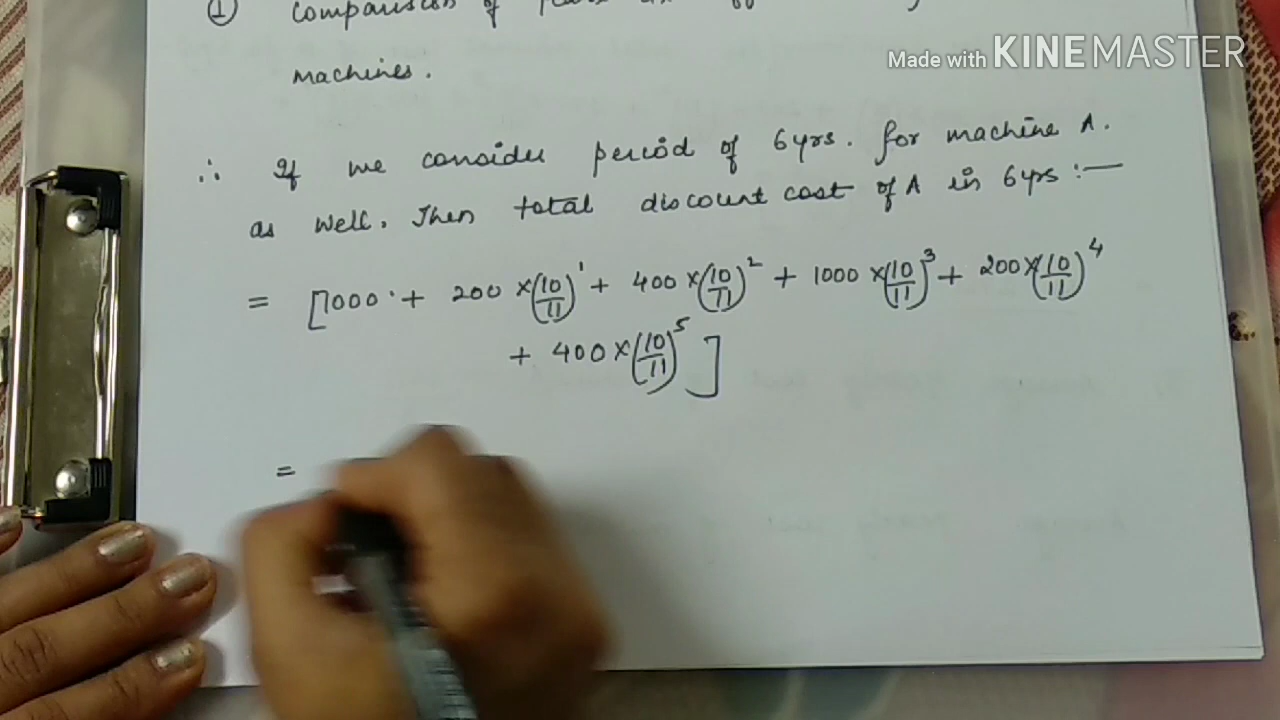 ① Comparison of
Made with KINEMASTER
machines.
∴ If we consider period of 6yrs. for machine A.
as well. Then total discount cost of A in 6yrs :—
= [1000 + 200 × (10/11)¹ + 400 × (10/11)² + 1000 × (10/11)³ + 200 × (10/11)⁴
+ 400 × (10/11)⁵ ]
=